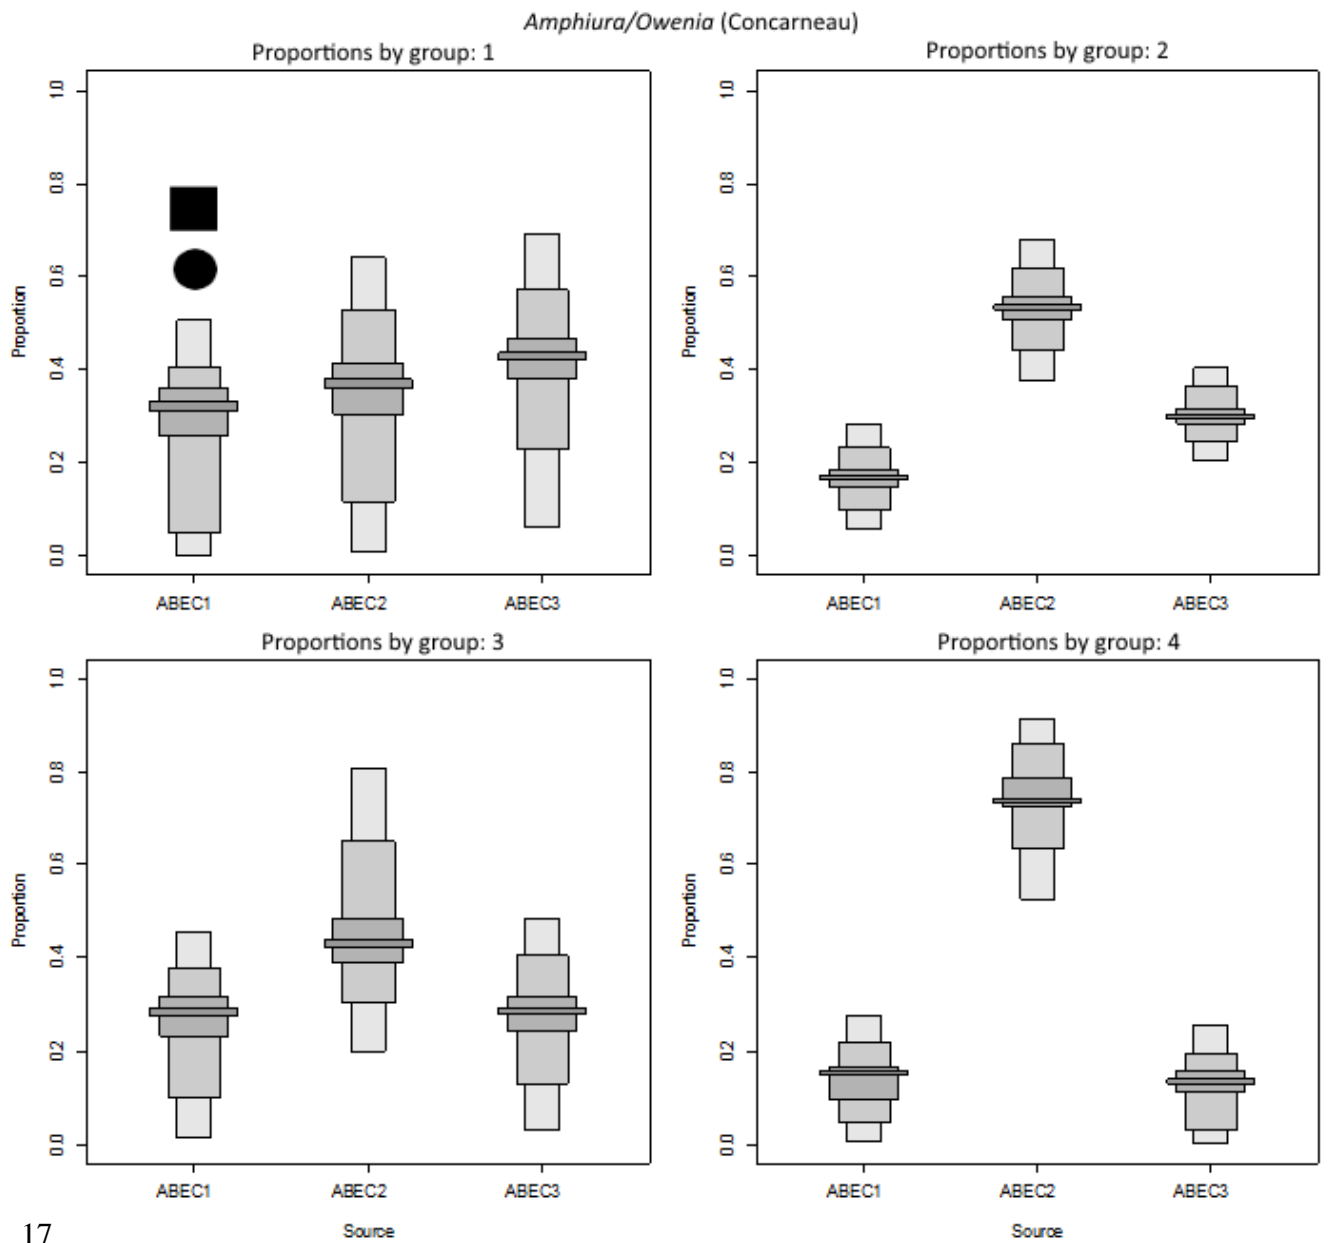 Amphiura/Owenia (Concarneau)
Proportions by group: 1
Proportion
1.0
0.8
0.6
0.4
0.2
0.0
ABEC1 ABEC2 ABEC3
Proportions by group: 2
Proportion
1.0
0.8
0.6
0.4
0.2
0.0
ABEC1 ABEC2 ABEC3
Proportions by group: 3
Proportion
1.0
0.8
0.6
0.4
0.2
0.0
ABEC1 ABEC2 ABEC3
Source
Proportions by group: 4
Proportion
1.0
0.8
0.6
0.4
0.2
0.0
ABEC1 ABEC2 ABEC3
Source
17